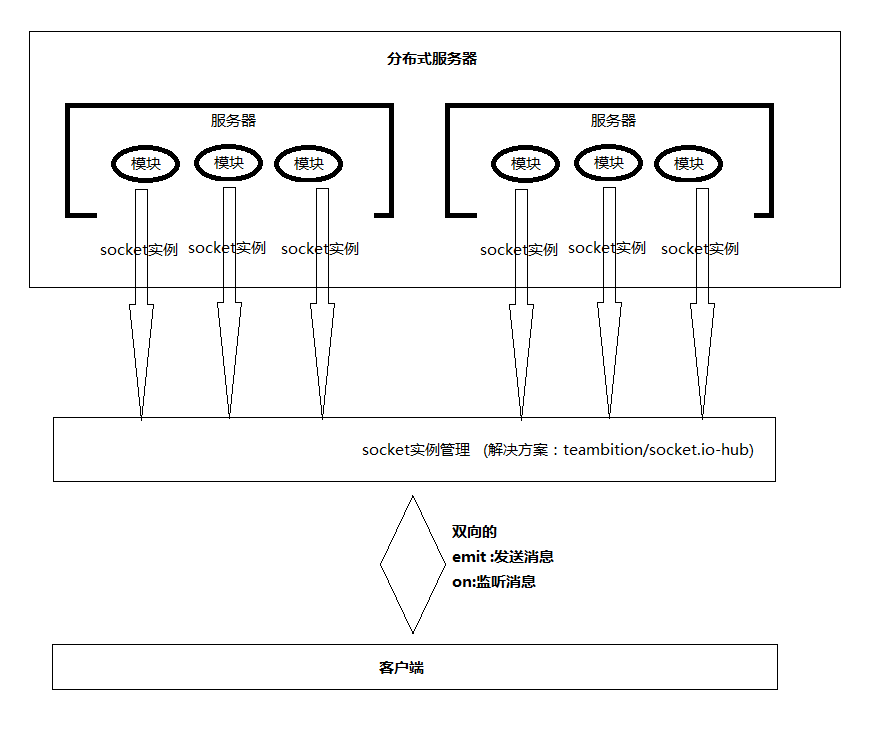 分布式服务器
服务器 服务器
模块 模块 模块 模块 模块 模块
socket实例 socket实例 socket实例 socket实例 socket实例 socket实例
socket实例管理 (解决方案：teambition/socket.io-hub)
双向的
emit :发送消息
on:监听消息
客户端